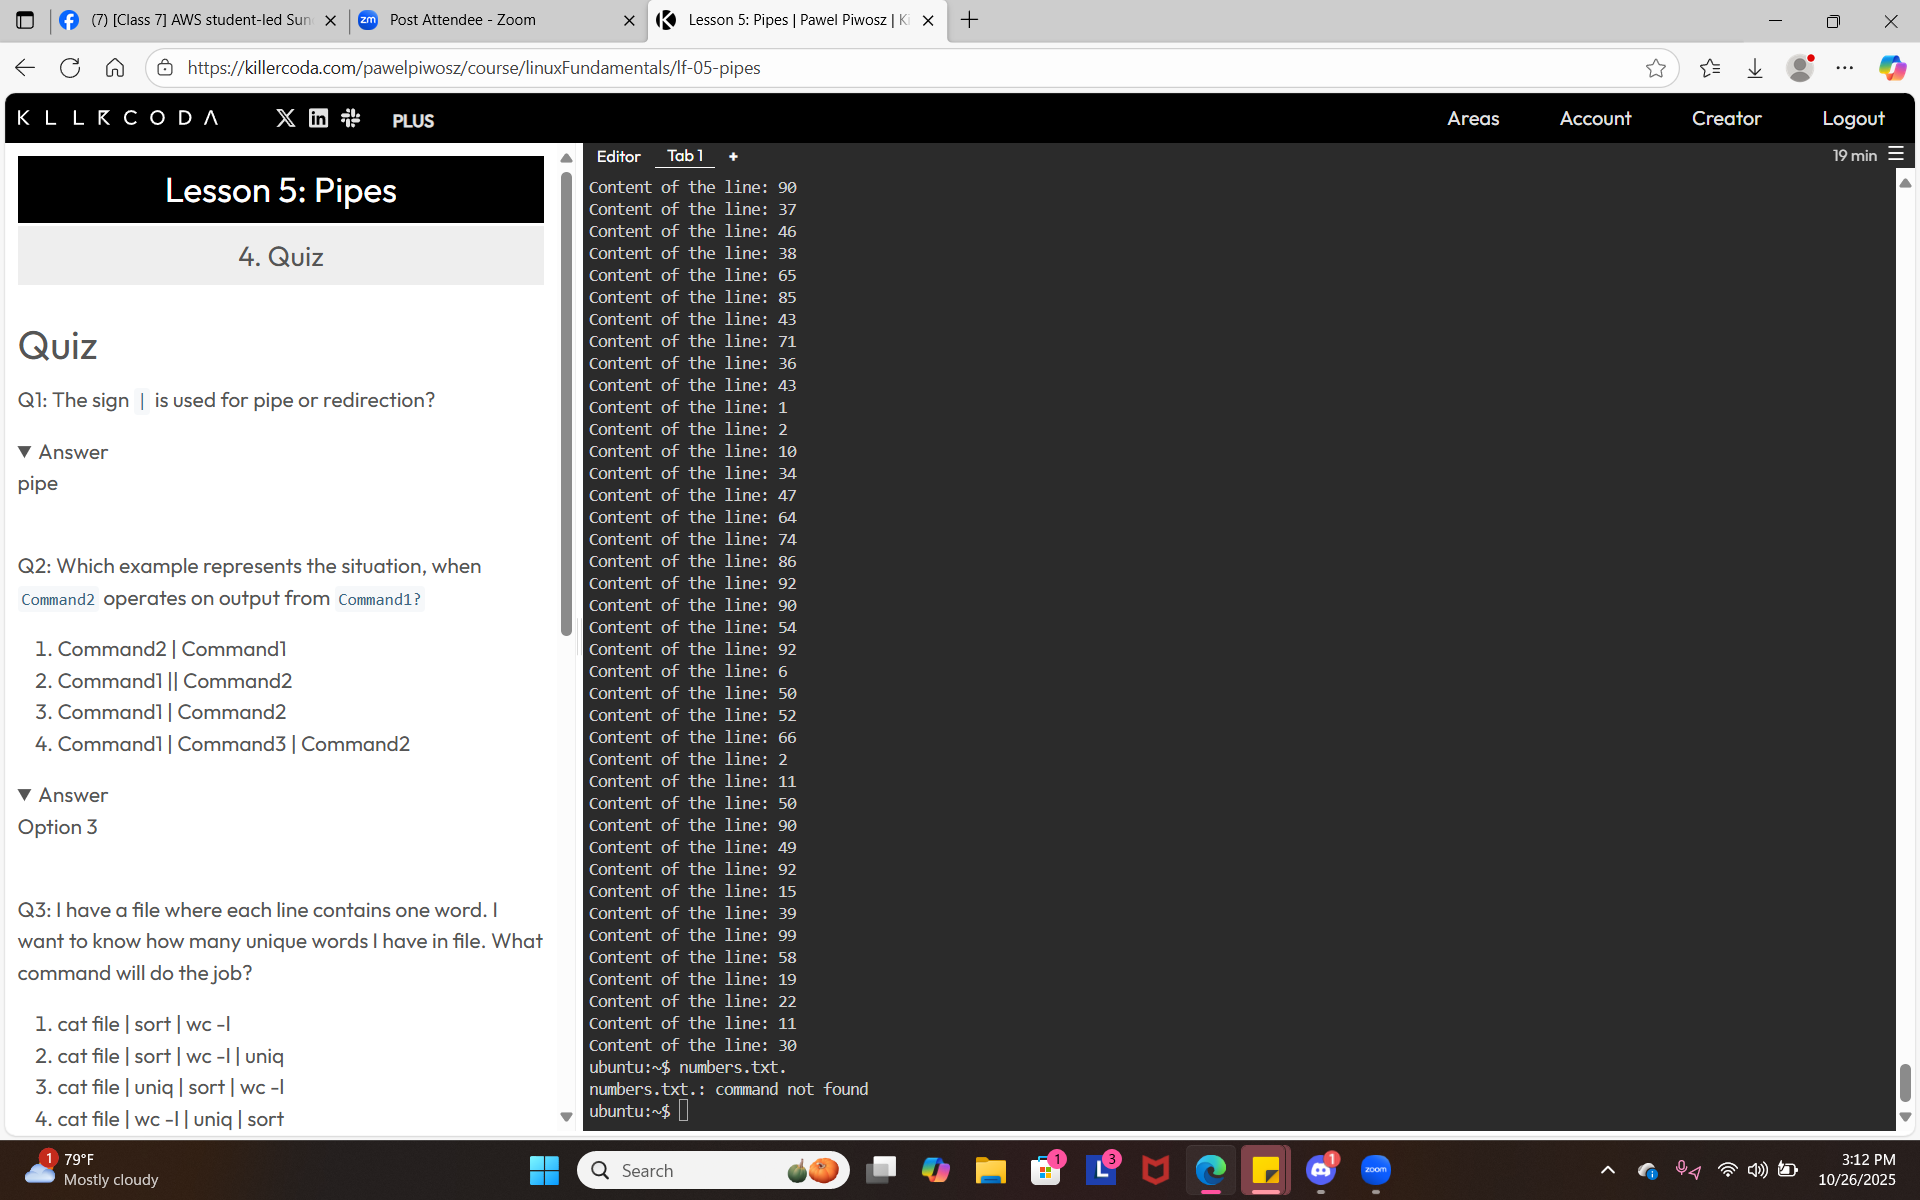 (7) [Class 7] AWS student-led Sun
Post Attendee - Zoom
Lesson 5: Pipes | Pawel Piwosz | Ki
https://killercoda.com/pawelpiwosz/course/linuxFundamentals/lf-05-pipes
KILLERCODA
PLUS
Areas
Account
Creator
Logout
Lesson 5: Pipes
4. Quiz
Quiz
Q1: The sign | is used for pipe or redirection?
▼ Answer
pipe
Q2: Which example represents the situation, when
Command2 operates on output from Command1?
1. Command2 | Command1
2. Command1 || Command2
3. Command1 | Command2
4. Command1 | Command3 | Command2
▼ Answer
Option 3
Q3: I have a file where each line contains one word. I
want to know how many unique words I have in file. What
command will do the job?
1. cat file | sort | wc -l
2. cat file | sort | wc -l | uniq
3. cat file | uniq | sort | wc -l
4. cat file | wc -l | uniq | sort
Editor
Tab 1
+
19 min
Content of the line: 90
Content of the line: 37
Content of the line: 46
Content of the line: 38
Content of the line: 65
Content of the line: 85
Content of the line: 43
Content of the line: 71
Content of the line: 36
Content of the line: 43
Content of the line: 1
Content of the line: 2
Content of the line: 10
Content of the line: 34
Content of the line: 47
Content of the line: 64
Content of the line: 74
Content of the line: 86
Content of the line: 92
Content of the line: 90
Content of the line: 54
Content of the line: 92
Content of the line: 6
Content of the line: 50
Content of the line: 52
Content of the line: 66
Content of the line: 2
Content of the line: 11
Content of the line: 50
Content of the line: 90
Content of the line: 49
Content of the line: 92
Content of the line: 15
Content of the line: 39
Content of the line: 99
Content of the line: 58
Content of the line: 19
Content of the line: 22
Content of the line: 11
Content of the line: 30
ubuntu:~$ numbers.txt.
numbers.txt.: command not found
ubuntu:~$
1
79°F
Mostly cloudy
Search
1
L
3
1
zoom
3:12 PM
10/26/2025